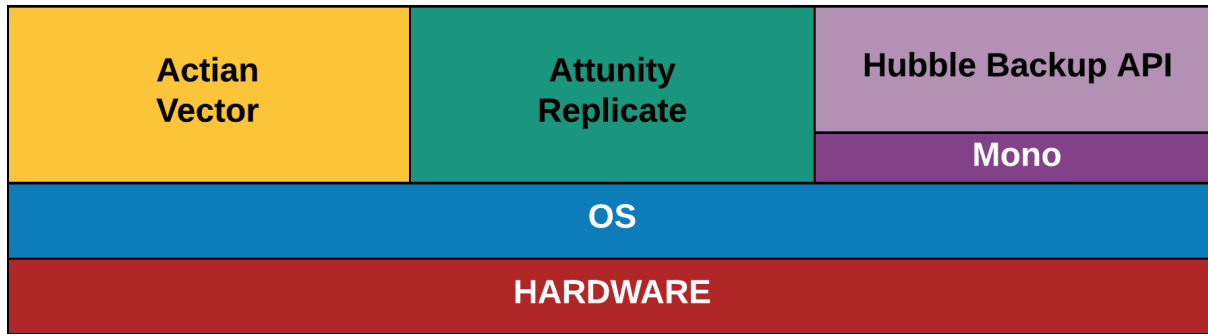 Actian
Vector
Attunity
Replicate
Hubble Backup API
Mono
OS
HARDWARE